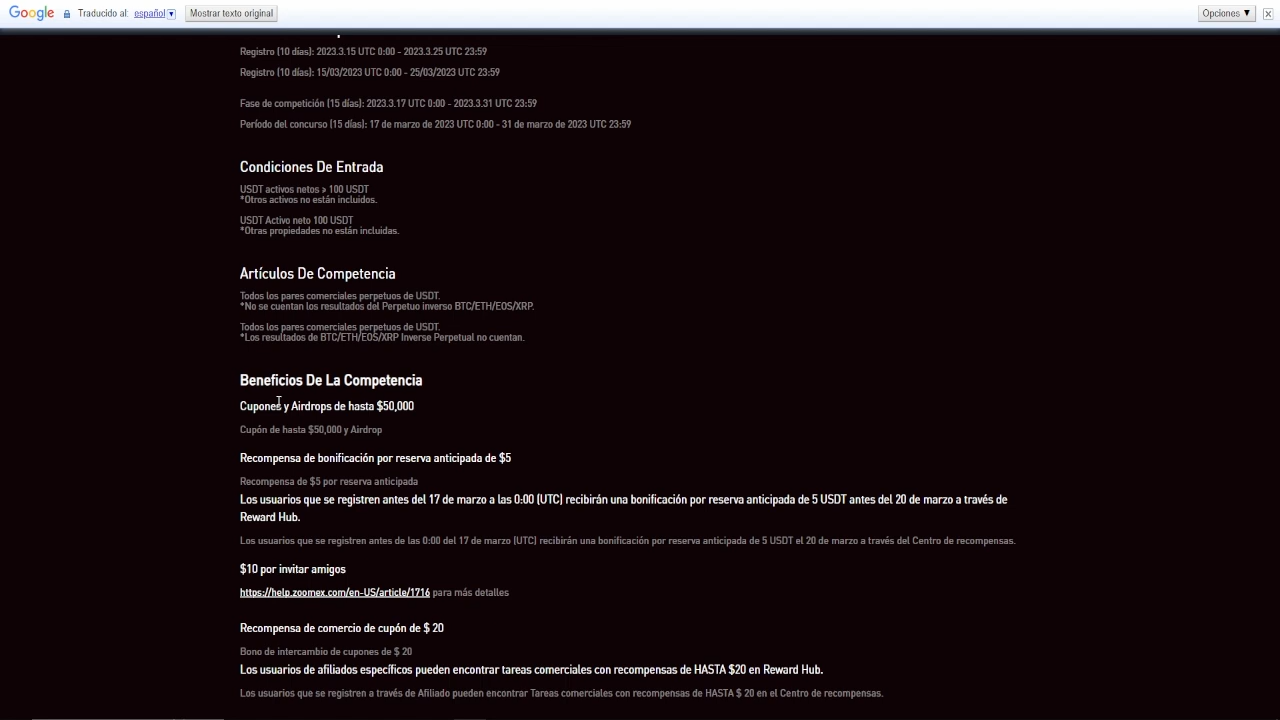 Google Traducido al: español Mostrar texto original Opciones ▼
Registro (10 días): 2023.3.15 UTC 0:00 - 2023.3.25 UTC 23:59
Registro (10 días): 15/03/2023 UTC 0:00 - 25/03/2023 UTC 23:59
Fase de competición (15 días): 2023.3.17 UTC 0:00 - 2023.3.31 UTC 23:59
Período del concurso (15 días): 17 de marzo de 2023 UTC 0:00 - 31 de marzo de 2023 UTC 23:59
Condiciones De Entrada
USDT activos netos ≥ 100 USDT
*Otros activos no están incluidos.
USDT Activo neto 100 USDT
*Otras propiedades no están incluidas.
Artículos De Competencia
Todos los pares comerciales perpetuos de USDT.
*No se cuentan los resultados del Perpetuo inverso BTC/ETH/EOS/XRP.
Todos los pares comerciales perpetuos de USDT.
*Los resultados de BTC/ETH/EOS/XRP Inverse Perpetual no cuentan.
Beneficios De La Competencia
Cupones y Airdrops de hasta $50,000
Cupón de hasta $50,000 y Airdrop
Recompensa de bonificación por reserva anticipada de $5
Recompensa de $5 por reserva anticipada
Los usuarios que se registren antes del 17 de marzo a las 0:00 (UTC) recibirán una bonificación por reserva anticipada de 5 USDT antes del 20 de marzo a través de
Reward Hub.
Los usuarios que se registren antes de las 0:00 del 17 de marzo (UTC) recibirán una bonificación por reserva anticipada de 5 USDT el 20 de marzo a través del Centro de recompensas.
$10 por invitar amigos
https://help.zoomex.com/en-US/article/1716 para más detalles
Recompensa de comercio de cupón de $ 20
Bono de intercambio de cupones de $ 20
Los usuarios de afiliados específicos pueden encontrar tareas comerciales con recompensas de HASTA $20 en Reward Hub.
Los usuarios que se registren a través de Afiliado pueden encontrar Tareas comerciales con recompensas de HASTA $ 20 en el Centro de recompensas.